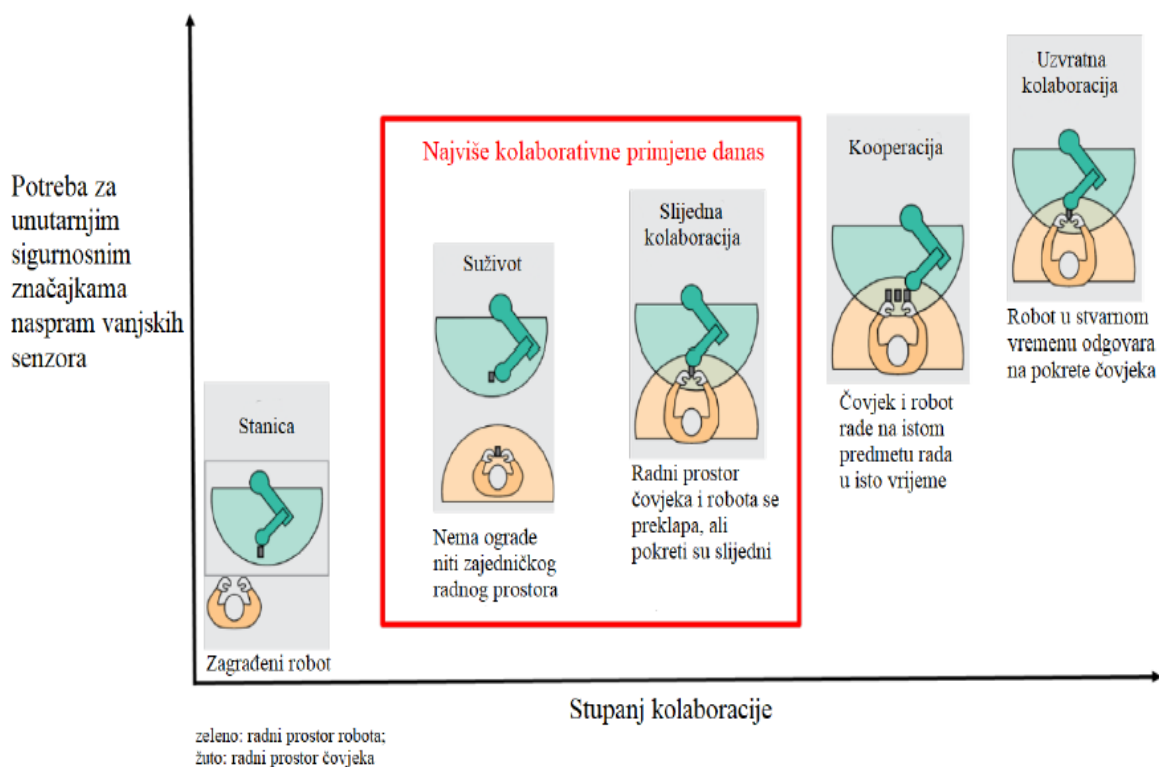 Potreba za
unutarnjim
sigurnosnim
značajkama
naspram vanjskih
senzora
Stanica
Zagrađeni robot
Najviše kolaborativne primjene danas
Suživot
Nema ograde
niti zajedničkog
radnog prostora
Slijedna
kolaboracija
Radni prostor
čovjeka i robota se
preklapa, ali
pokreti su slijedni
Kooperacija
Čovjek i robot
rade na istom
predmetu rada
u isto vrijeme
Uzvratna
kolaboracija
Robot u stvarnom
vremenu odgovara
na pokrete čovjeka
Stupanj kolaboracije
zeleno: radni prostor robota;
žuto: radni prostor čovjeka